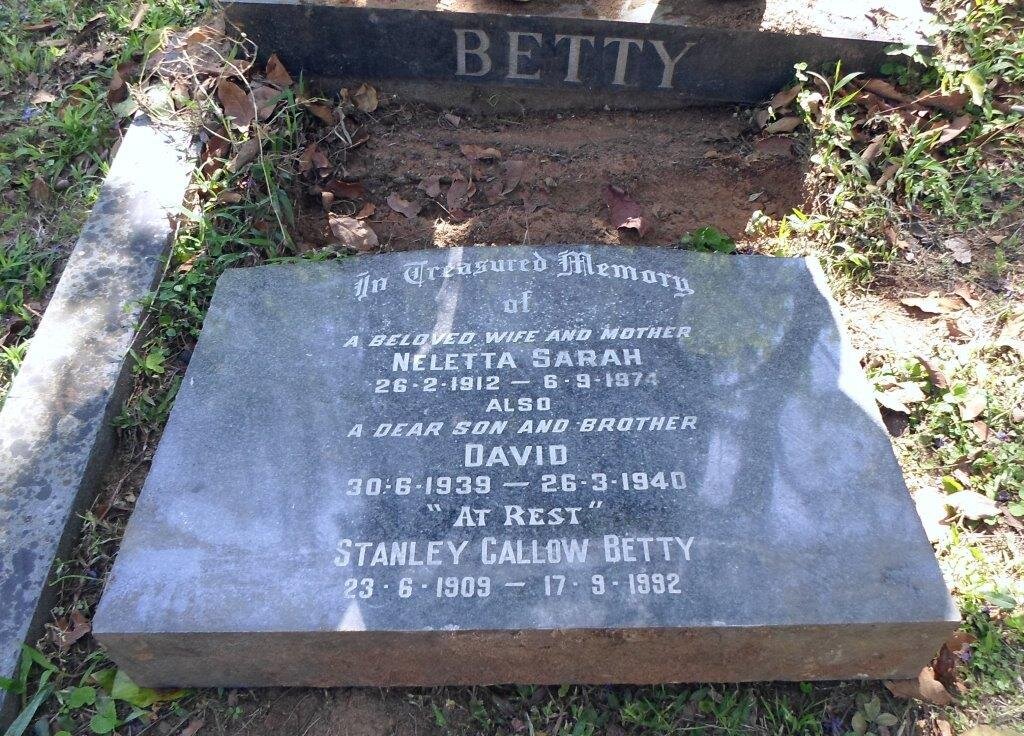 BETTY
In Treasured Memory
of
A BELOVED WIFE AND MOTHER
NELETTA SARAH
26-2-1912 — 6-9-1974
ALSO
A DEAR SON AND BROTHER
DAVID
30-6-1939 — 26-3-1940
"AT REST"
STANLEY CALLOW BETTY
23·6·1909 — 17·9·1992